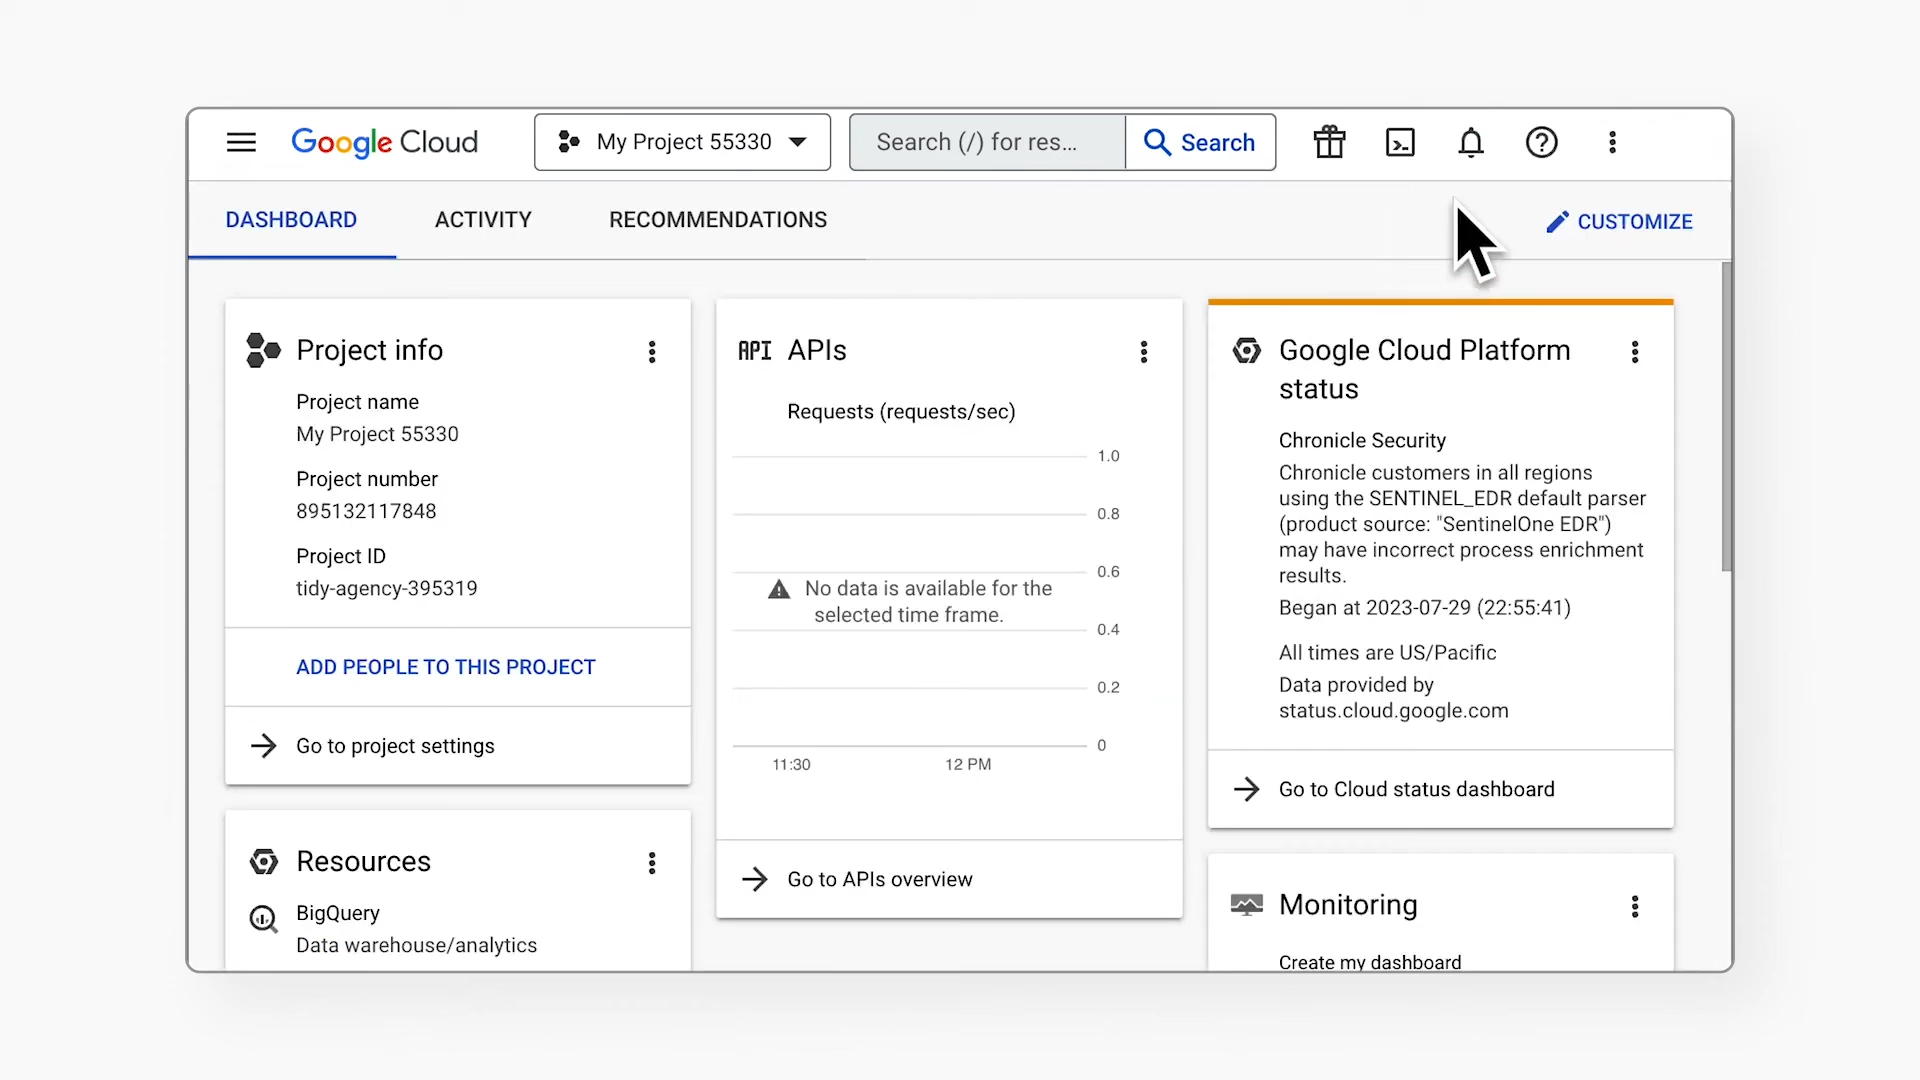 Google Cloud
My Project 55330
Search (/) for res...
Search
DASHBOARD
ACTIVITY
RECOMMENDATIONS
CUSTOMIZE
Project info
Project name
My Project 55330
Project number
895132117848
Project ID
tidy-agency-395319
ADD PEOPLE TO THIS PROJECT
Go to project settings
Resources
BigQuery
Data warehouse/analytics
API APIs
Requests (requests/sec)
1.0
0.8
0.6
No data is available for the
selected time frame.
0.4
0.2
0
11:30
12 PM
Go to APIs overview
Google Cloud Platform
status
Chronicle Security
Chronicle customers in all regions
using the SENTINEL_EDR default parser
(product source: "SentinelOne EDR")
may have incorrect process enrichment
results.
Began at 2023-07-29 (22:55:41)
All times are US/Pacific
Data provided by
status.cloud.google.com
Go to Cloud status dashboard
Monitoring
Create my dashboard